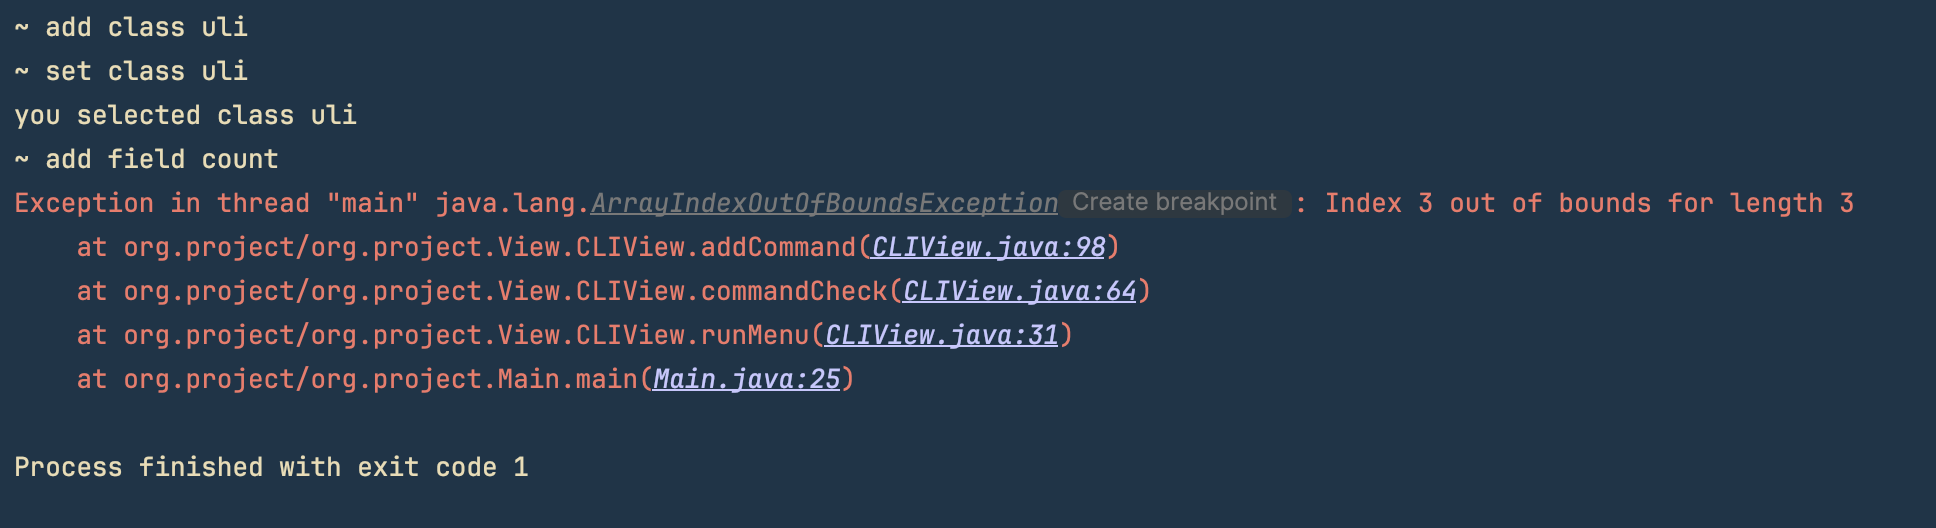 ~ add class uli
~ set class uli
you selected class uli
~ add field count
Exception in thread "main" java.lang.ArrayIndexOutOfBoundsException Create breakpoint : Index 3 out of bounds for length 3
    at org.project/org.project.View.CLIView.addCommand(CLIView.java:98)
    at org.project/org.project.View.CLIView.commandCheck(CLIView.java:64)
    at org.project/org.project.View.CLIView.runMenu(CLIView.java:31)
    at org.project/org.project.Main.main(Main.java:25)
Process finished with exit code 1